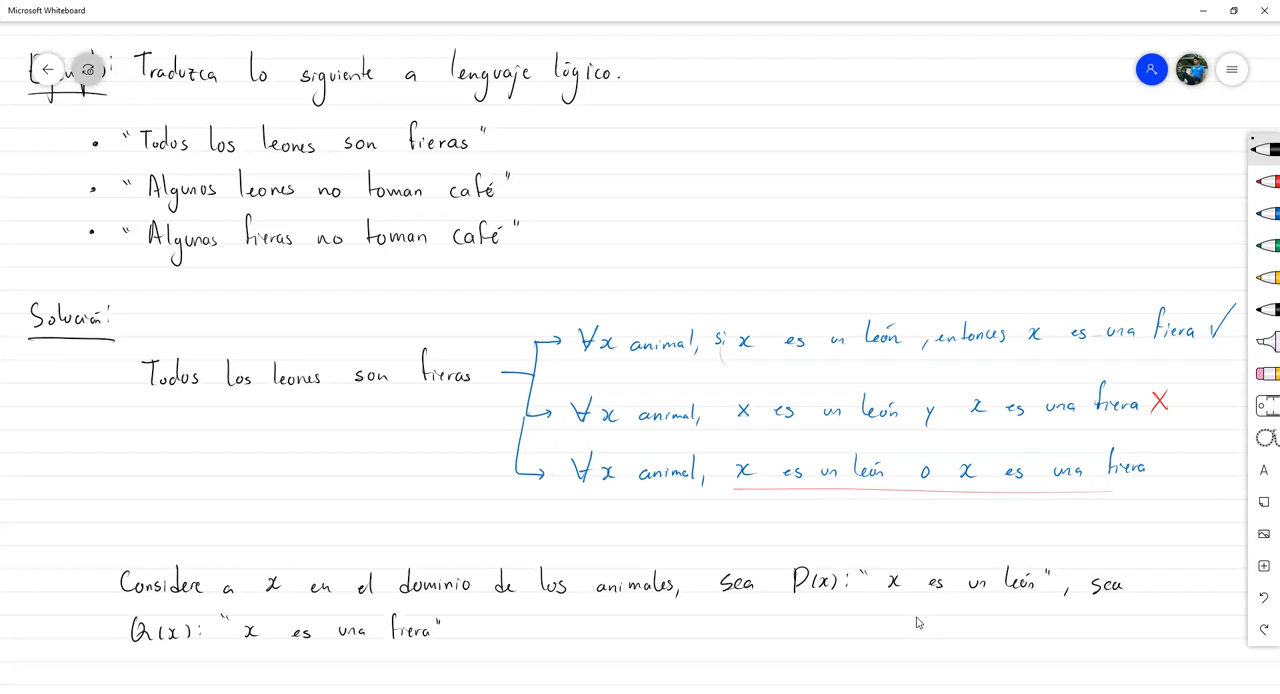 Microsoft Whiteboard
Traduzca lo siguiente a lenguaje lógico.
• "Todos los leones son fieras"
• "Algunos leones no toman café"
• "Algunas fieras no toman café"
Solución:
∀x animal, si x es un león, entonces x es una fiera ✓
Todos los leones son fieras
∀x animal, x es un león y x es una fiera X
∀x animal, x es un león o x es una fiera
Considere a x en el dominio de los animales, sea P(x): "x es un león", sea
Q(x): "x es una fiera"
A